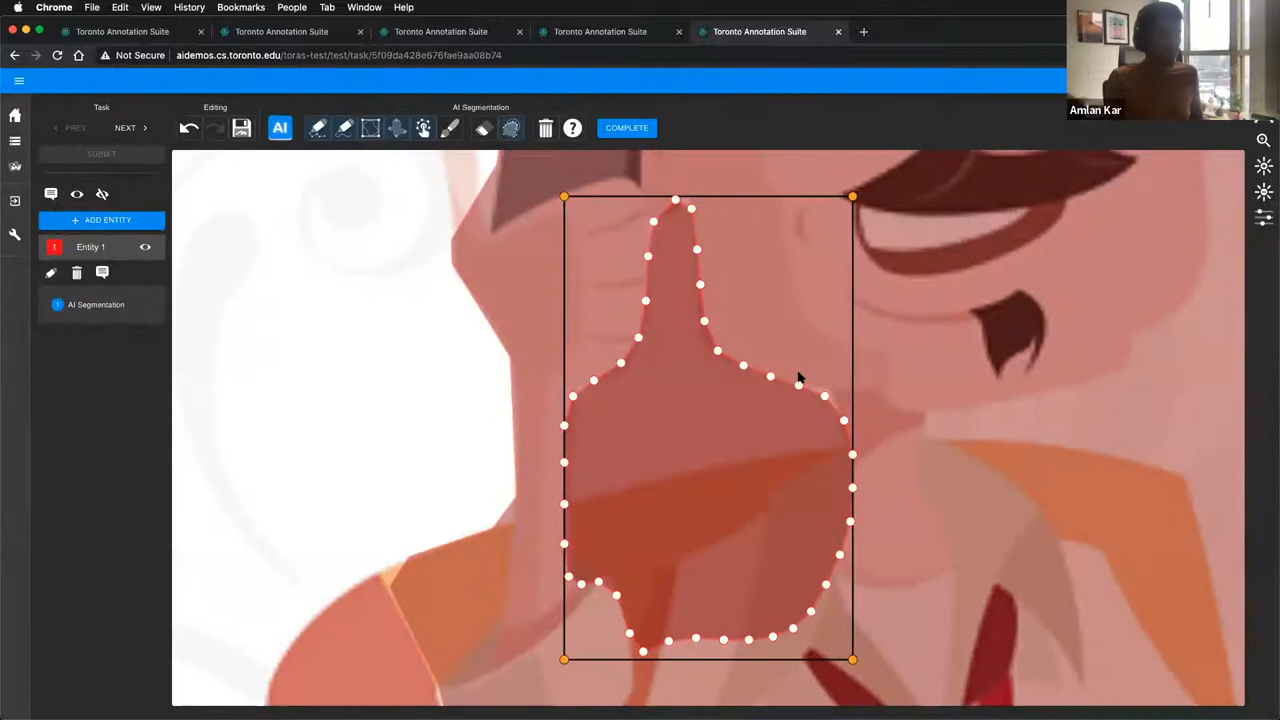 Chrome File Edit View History Bookmarks People Tab Window Help
Toronto Annotation Suite Toronto Annotation Suite Toronto Annotation Suite Toronto Annotation Suite Toronto Annotation Suite
Not Secure aidemos.cs.toronto.edu/toras-test/test/task/5f09da428e676fae9aa08b74
Amlan Kar
Task Editing AI Segmentation
PREV NEXT AI COMPLETE
SUBMIT
ADD ENTITY
1 Entity 1
1 AI Segmentation